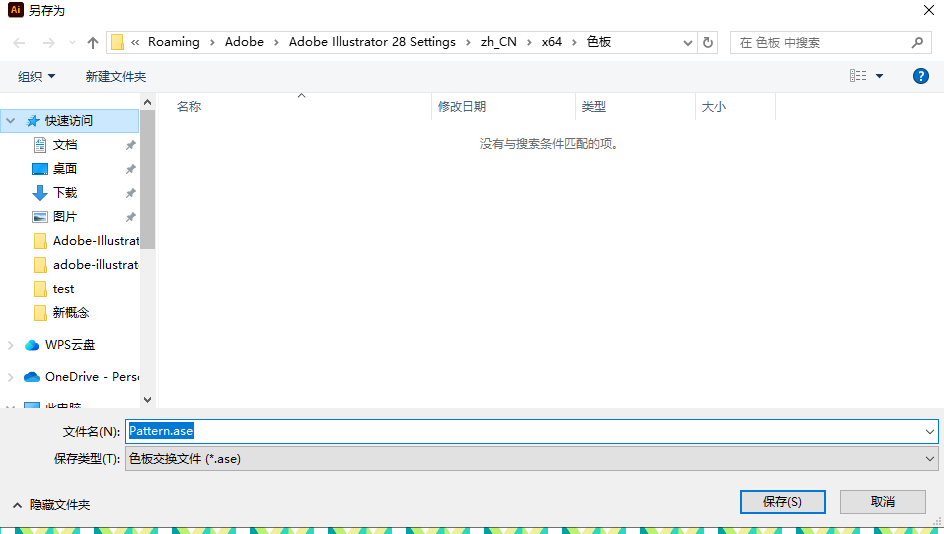 Ai 另存为
« Roaming › Adobe › Adobe Illustrator 28 Settings › zh_CN › x64 › 色板
在 色板 中搜索
组织 新建文件夹
名称 修改日期 类型 大小
没有与搜索条件匹配的项。
快速访问
文档
桌面
下载
图片
Adobe-Illustrat
adobe-illustrat
test
新概念
WPS云盘
OneDrive - Perso
此电脑
文件名(N): Pattern.ase
保存类型(T): 色板交换文件 (*.ase)
隐藏文件夹 保存(S) 取消